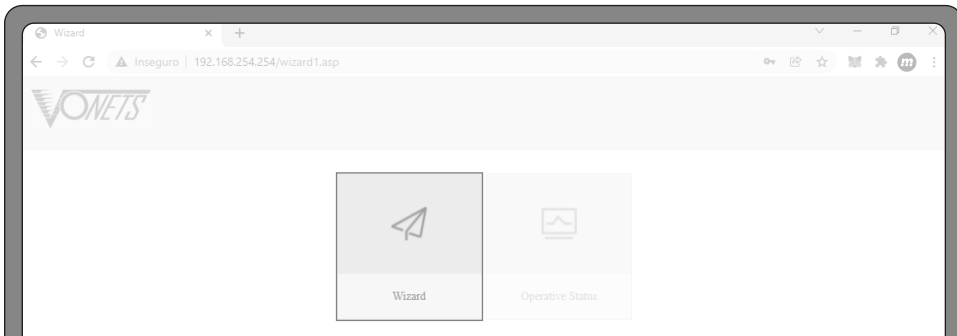 Wizard
Inseguro | 192.168.254.254/wizard1.asp
m
VONETS
Wizard
Operative Status